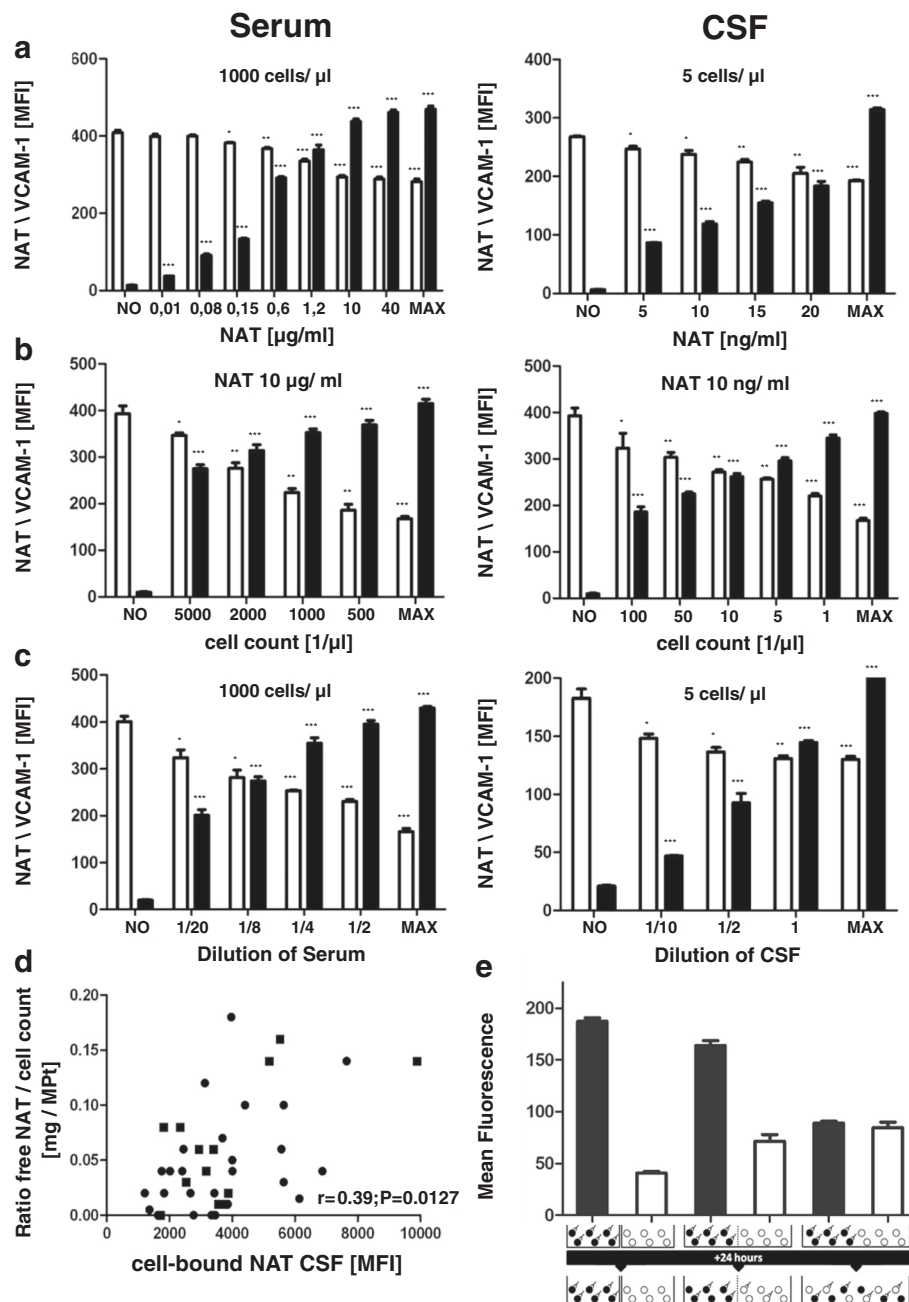 Serum
CSF
a
NAT \ VCAM-1 [MFI]
600
400
200
0
1000 cells/ µl
* ** *** *** *** ***
*** *** *** *** *** *** *** ***
NO 0,01 0,08 0,15 0,6 1,2 10 40 MAX
NAT [µg/ml]
NAT \ VCAM-1 [MFI]
400
300
200
100
0
5 cells/ µl
* * ** ** ***
*** *** *** *** ***
NO 5 10 15 20 MAX
NAT [ng/ml]
b
NAT \ VCAM-1 [MFI]
500
400
300
200
100
0
NAT 10 µg/ ml
* ** ** ** ***
*** *** *** *** ***
NO 5000 2000 1000 500 MAX
cell count [1/µl]
NAT \ VCAM-1 [MFI]
500
400
300
200
100
0
NAT 10 ng/ ml
* ** ** ** *** ***
*** *** *** *** *** ***
NO 100 50 10 5 1 MAX
cell count [1/µl]
c
NAT \ VCAM-1 [MFI]
500
400
300
200
100
0
1000 cells/ µl
* * *** *** ***
*** *** *** *** ***
NO 1/20 1/8 1/4 1/2 MAX
Dilution of Serum
NAT \ VCAM-1 [MFI]
200
150
100
50
0
5 cells/ µl
* * ** ***
*** *** *** ***
NO 1/10 1/2 1 MAX
Dilution of CSF
d
Ratio free NAT / cell count
[mg / MPt]
0.20
0.15
0.10
0.05
0.00
r=0.39;P=0.0127
0 2000 4000 6000 8000 10000
cell-bound NAT CSF [MFI]
e
Mean Fluorescence
200
150
100
50
0
+24 hours